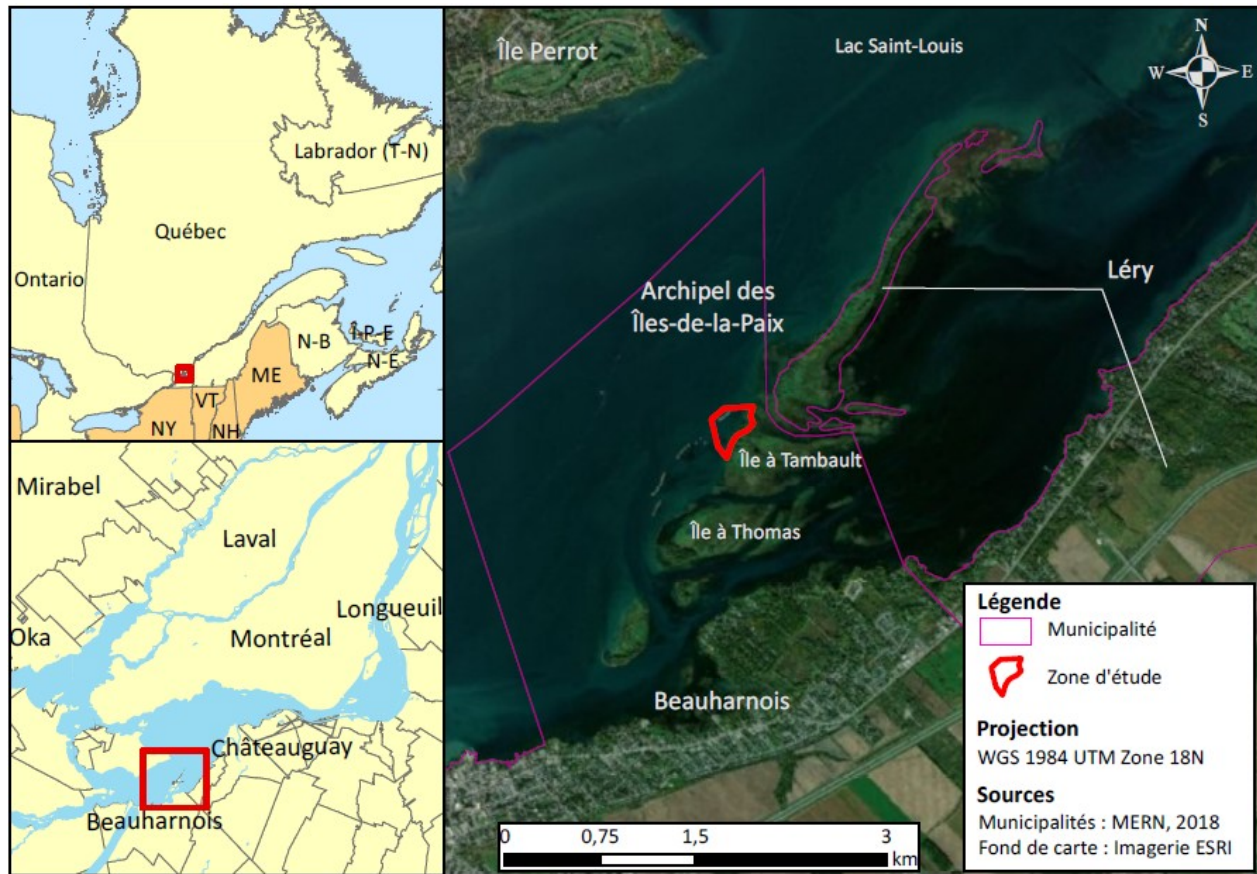 Labrador (T-N)
Québec
Ontario
N-B
Î-P-E
N-E
ME
VT
NY
NH
Mirabel
Laval
Longueuil
Oka
Montréal
Châteauguay
Beauharnois
Île Perrot
Lac Saint-Louis
N
W
E
S
Archipel des
Îles-de-la-Paix
Léry
Île à Tambault
Île à Thomas
Beauharnois
0 0,75 1,5 3
km
Légende
Municipalité
Zone d'étude
Projection
WGS 1984 UTM Zone 18N
Sources
Municipalités : MERN, 2018
Fond de carte : Imagerie ESRI